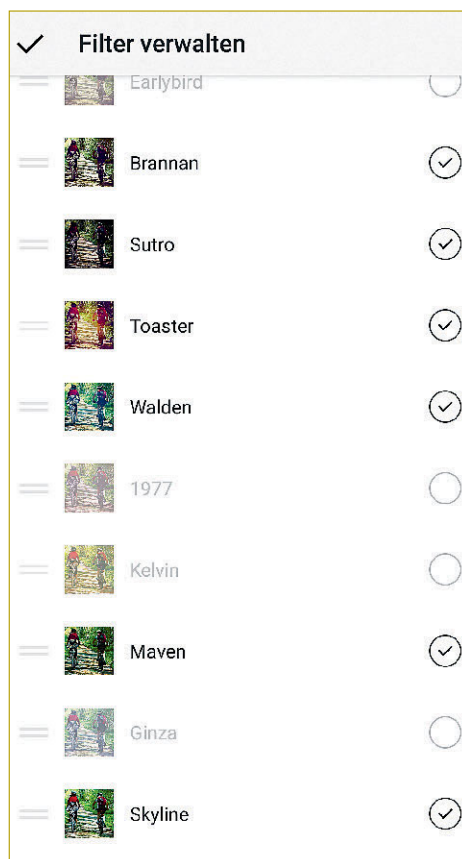 Filter verwalten
Earlybird
Brannan
Sutro
Toaster
Walden
1977
Kelvin
Maven
Ginza
Skyline